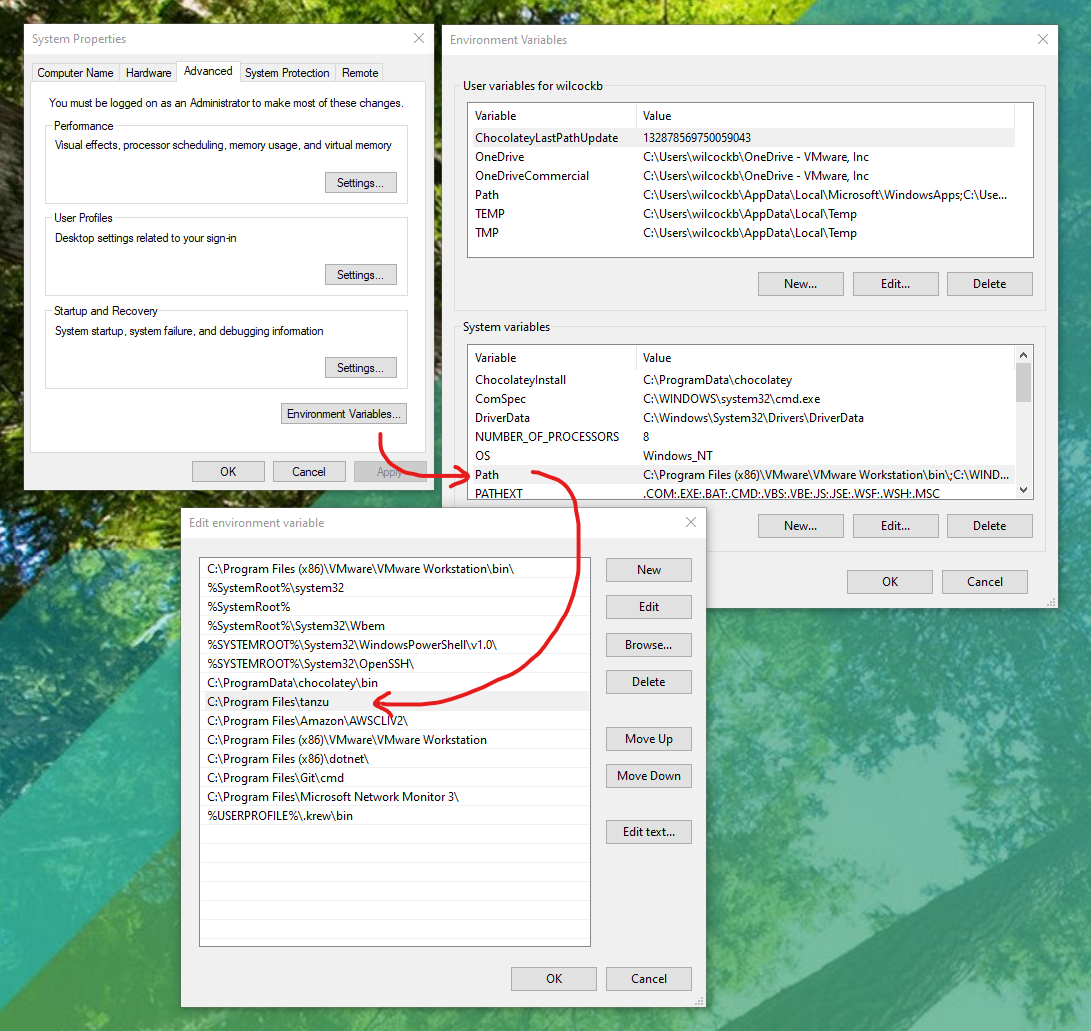 System Properties
Computer Name Hardware Advanced System Protection Remote
You must be logged on as an Administrator to make most of these changes.
Performance
Visual effects, processor scheduling, memory usage, and virtual memory
Settings...
User Profiles
Desktop settings related to your sign-in
Settings...
Startup and Recovery
System startup, system failure, and debugging information
Settings...
Environment Variables...
OK Cancel Apply
Environment Variables
User variables for wilcockb
Variable Value
ChocolateyLastPathUpdate 132878569750059043
OneDrive C:\Users\wilcockb\OneDrive - VMware, Inc
OneDriveCommercial C:\Users\wilcockb\OneDrive - VMware, Inc
Path C:\Users\wilcockb\AppData\Local\Microsoft\WindowsApps;C:\Use...
TEMP C:\Users\wilcockb\AppData\Local\Temp
TMP C:\Users\wilcockb\AppData\Local\Temp
New... Edit... Delete
System variables
Variable Value
ChocolateyInstall C:\ProgramData\chocolatey
ComSpec C:\WINDOWS\system32\cmd.exe
DriverData C:\Windows\System32\Drivers\DriverData
NUMBER_OF_PROCESSORS 8
OS Windows_NT
Path C:\Program Files (x86)\VMware\VMware Workstation\bin\;C:\WIND...
PATHEXT .COM;.EXE;.BAT;.CMD;.VBS;.VBE;.JS;.JSE;.WSF;.WSH;.MSC
New... Edit... Delete
OK Cancel
Edit environment variable
C:\Program Files (x86)\VMware\VMware Workstation\bin\
%SystemRoot%\system32
%SystemRoot%
%SystemRoot%\System32\Wbem
%SYSTEMROOT%\System32\WindowsPowerShell\v1.0\
%SYSTEMROOT%\System32\OpenSSH\
C:\ProgramData\chocolatey\bin
C:\Program Files\tanzu
C:\Program Files\Amazon\AWSCLIV2\
C:\Program Files (x86)\VMware\VMware Workstation
C:\Program Files (x86)\dotnet\
C:\Program Files\Git\cmd
C:\Program Files\Microsoft Network Monitor 3\
%USERPROFILE%\.krew\bin
New
Edit
Browse...
Delete
Move Up
Move Down
Edit text...
OK Cancel